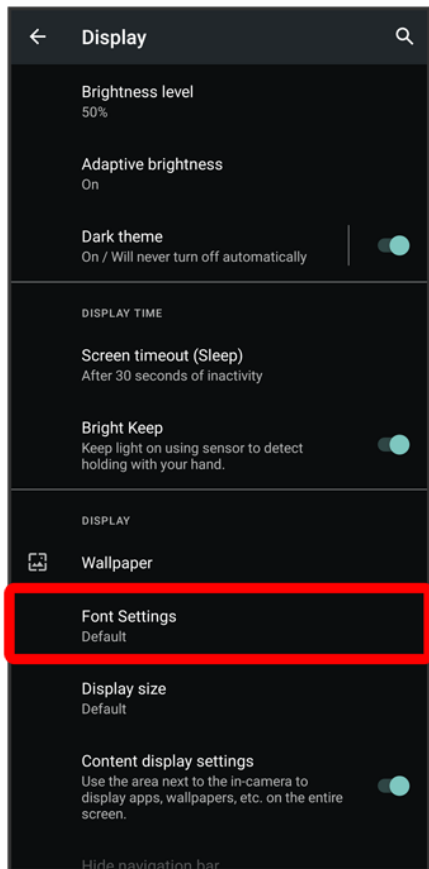 Display
Brightness level
50%
Adaptive brightness
On
Dark theme
On / Will never turn off automatically
DISPLAY TIME
Screen timeout (Sleep)
After 30 seconds of inactivity
Bright Keep
Keep light on using sensor to detect
holding with your hand.
DISPLAY
Wallpaper
Font Settings
Default
Display size
Default
Content display settings
Use the area next to the in-camera to
display apps, wallpapers, etc. on the entire
screen.
Hide navigation bar